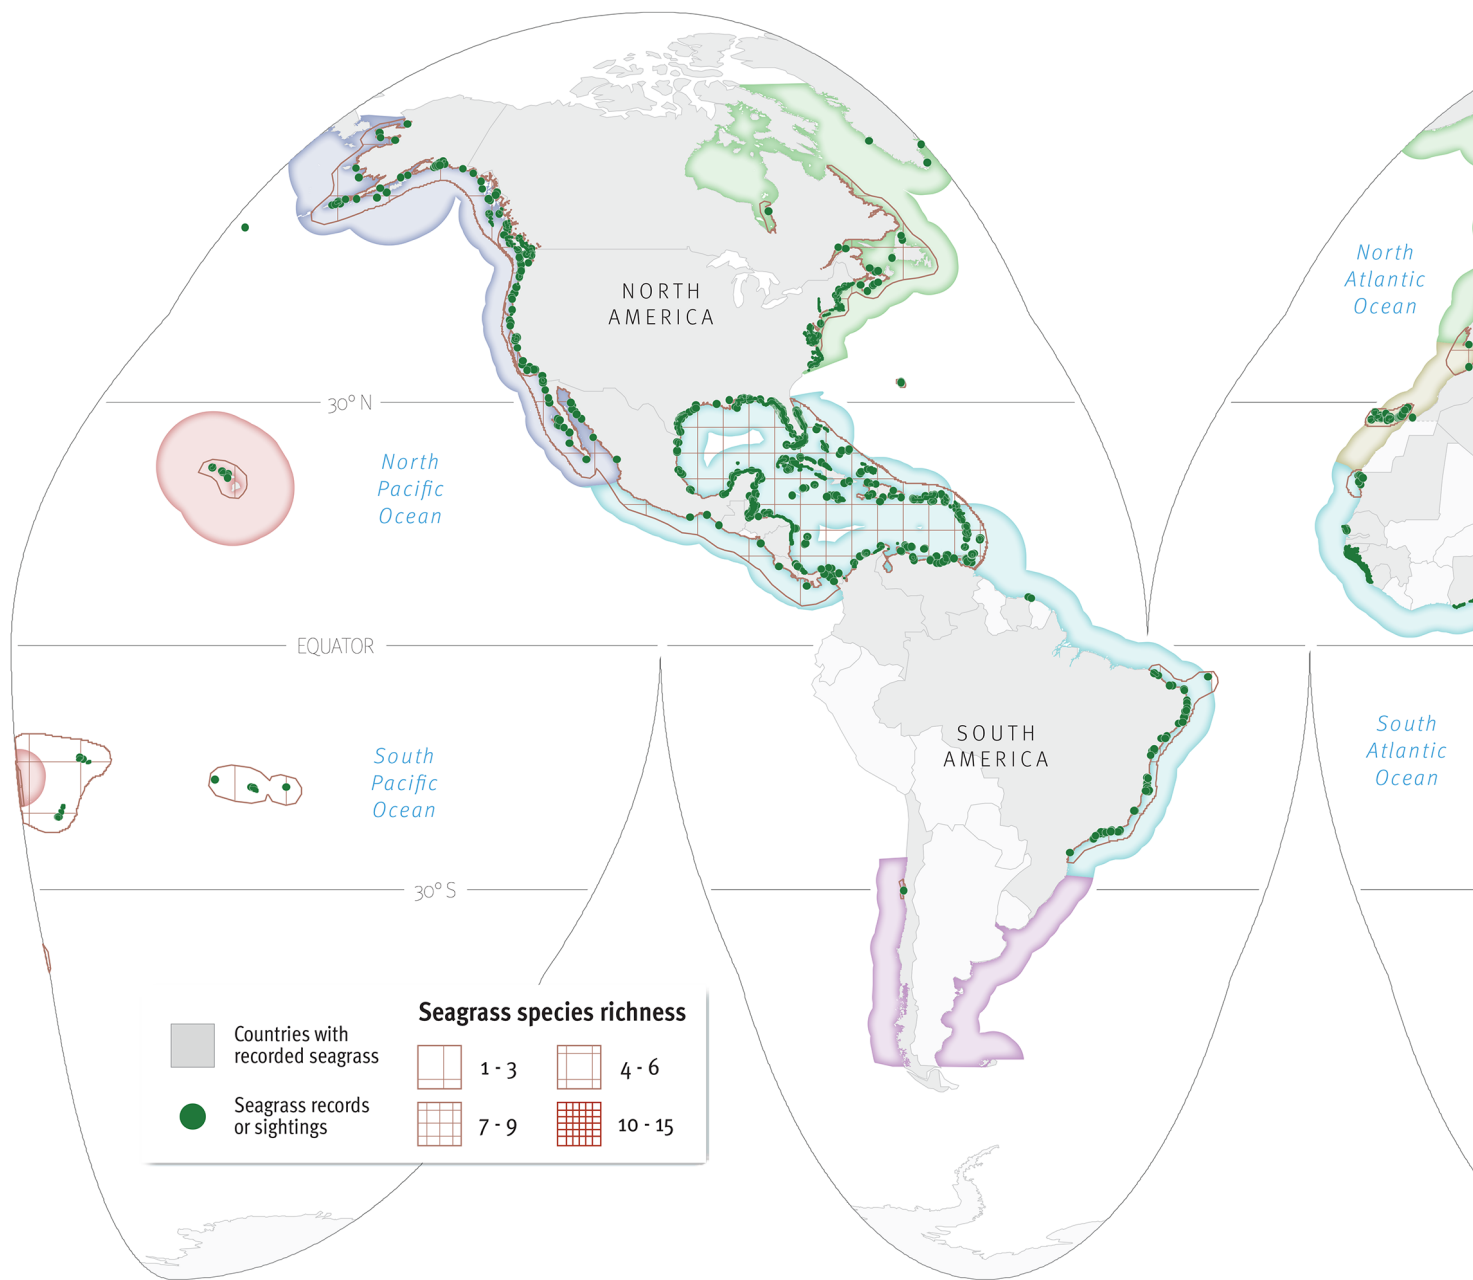 NORTH
AMERICA
North
Atlantic
Ocean
30° N
North
Pacific
Ocean
EQUATOR
South
Pacific
Ocean
SOUTH
AMERICA
South
Atlantic
Ocean
30° S
Seagrass species richness
Countries with
recorded seagrass
1 - 3
4 - 6
Seagrass records
or sightings
7 - 9
10 - 15